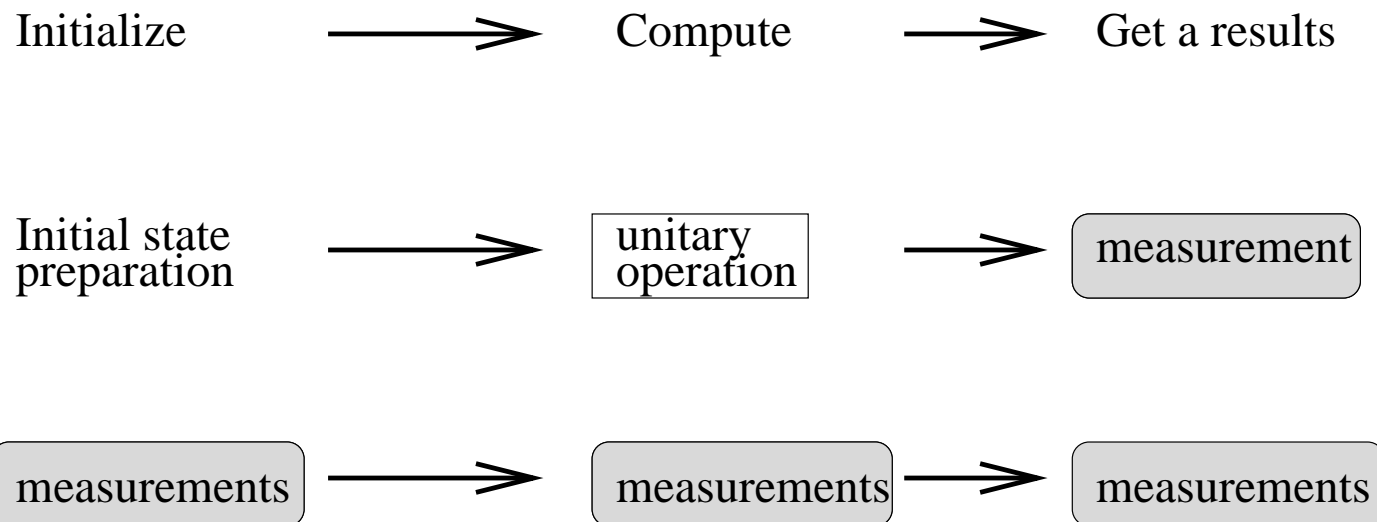 Initialize Compute Get a results
Initial state
preparation
unitary
operation
measurement
measurements measurements measurements